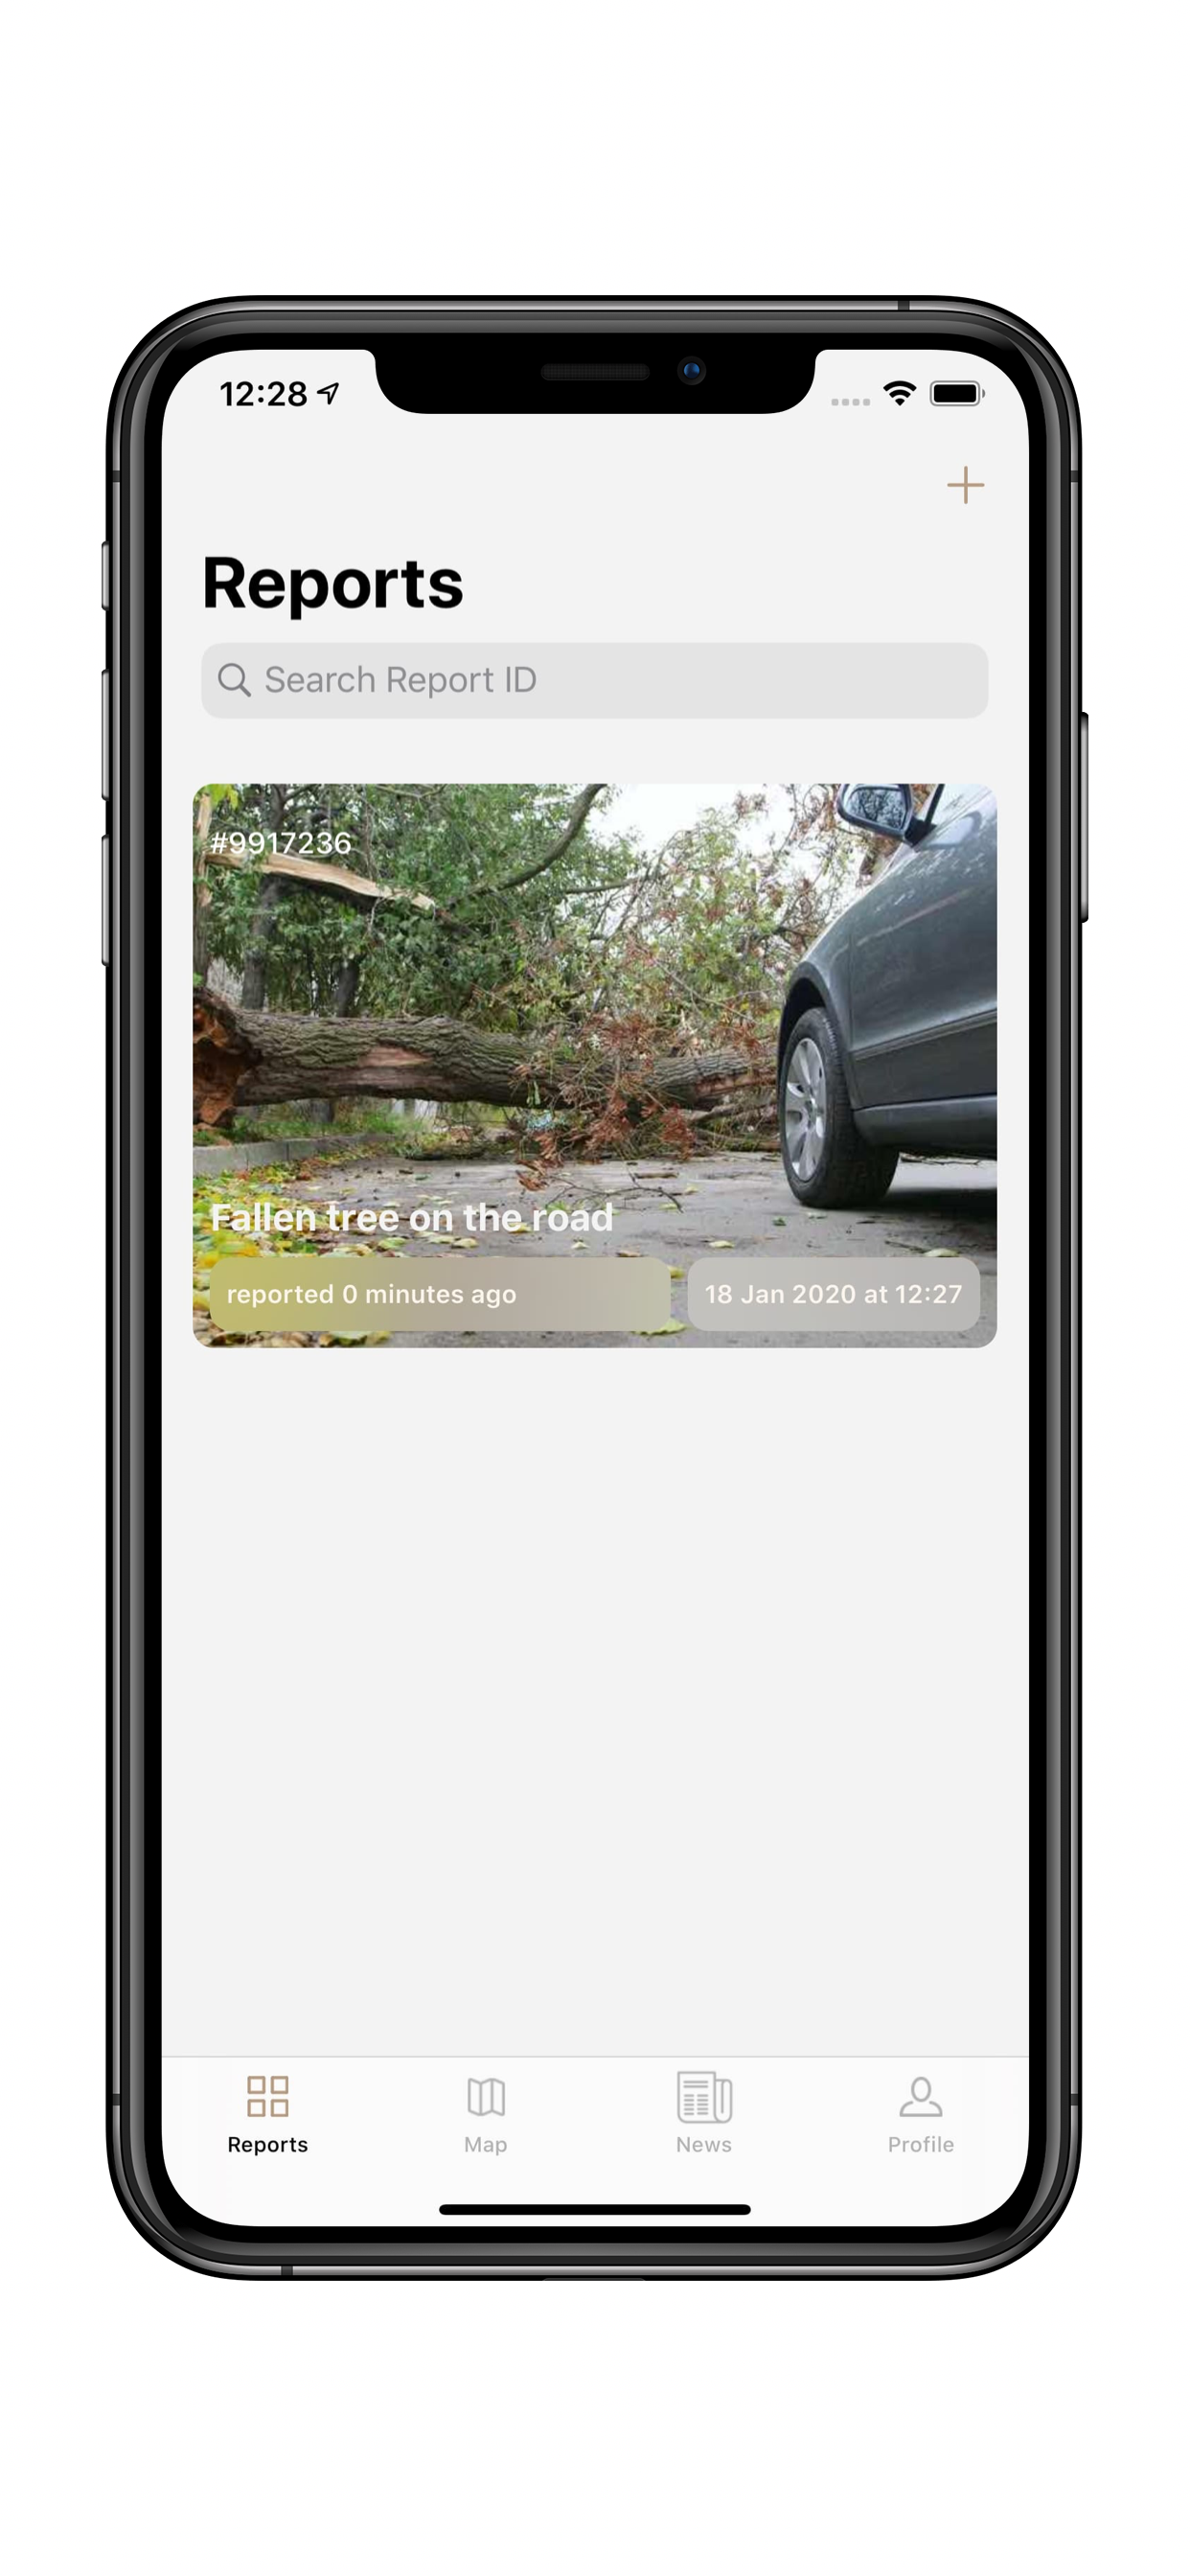 12:28
Reports
Search Report ID
#9917236
Fallen tree on the road
reported 0 minutes ago
18 Jan 2020 at 12:27
Reports
Map
News
Profile